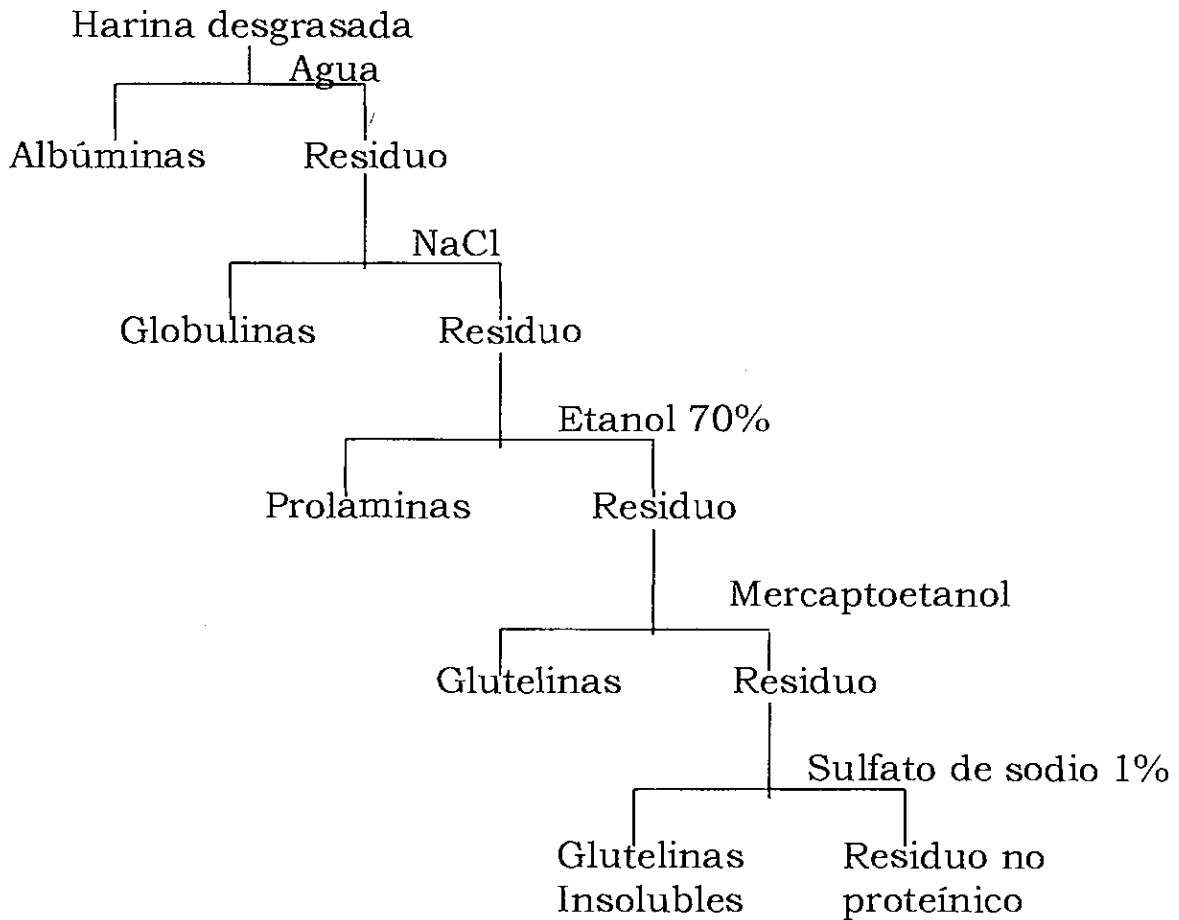 Harina desgrasada
Agua
Albúminas Residuo
NaCl
Globulinas Residuo
Etanol 70%
Prolaminas Residuo
Mercaptoetanol
Glutelinas Residuo
Sulfato de sodio 1%
Glutelinas Residuo no
Insolubles proteínico